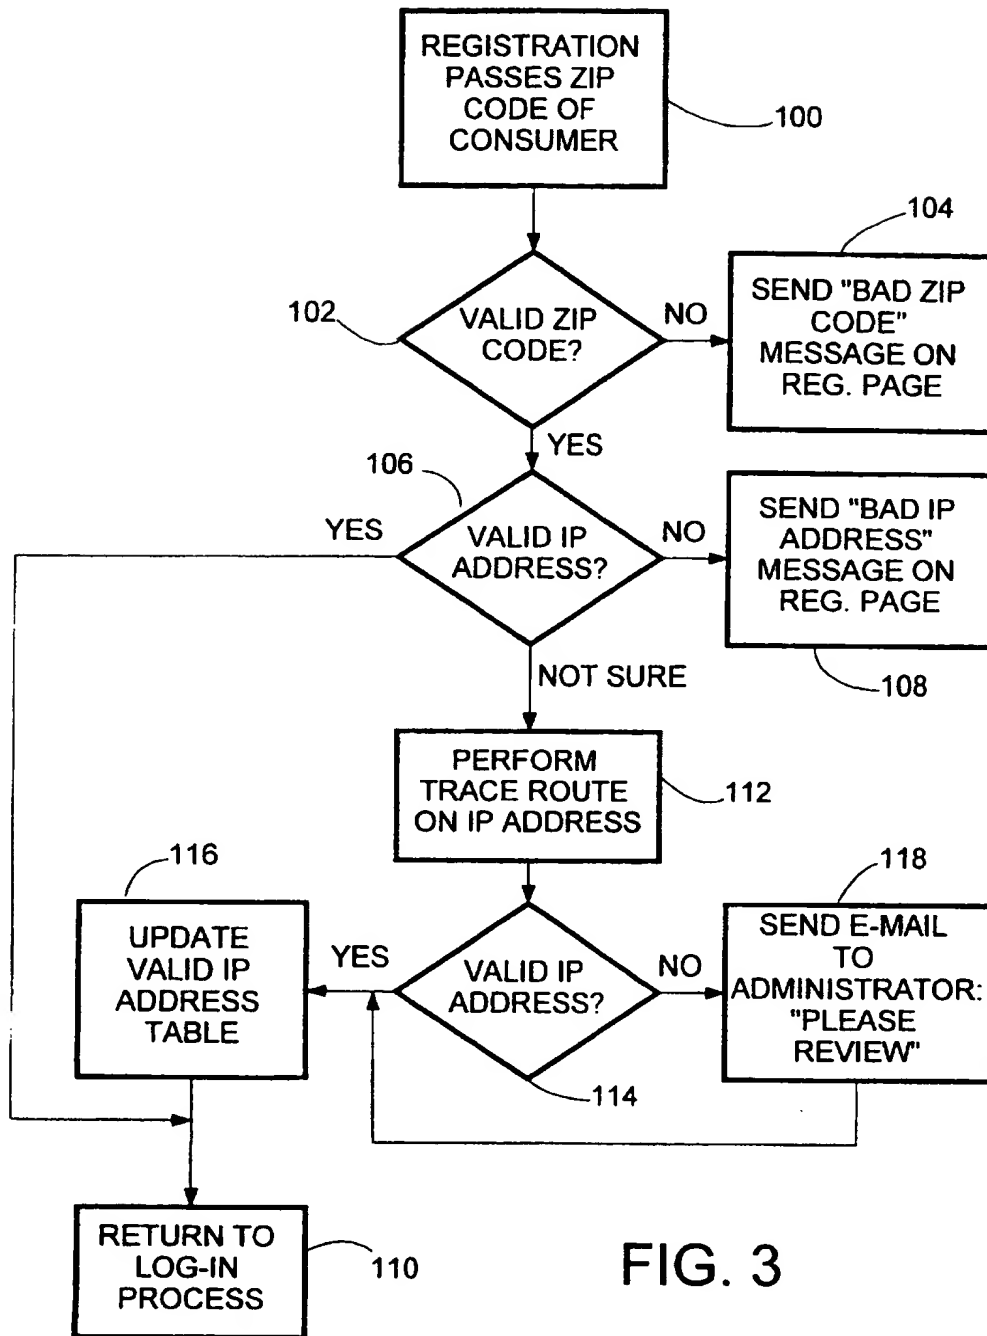 REGISTRATION
PASSES ZIP
CODE OF
CONSUMER
100
104
102
VALID ZIP
CODE?
NO
SEND "BAD ZIP
CODE"
MESSAGE ON
REG. PAGE
YES
106
YES
VALID IP
ADDRESS?
NO
SEND "BAD IP
ADDRESS"
MESSAGE ON
REG. PAGE
NOT SURE
108
PERFORM
TRACE ROUTE
ON IP ADDRESS
112
116
118
UPDATE
VALID IP
ADDRESS
TABLE
YES
VALID IP
ADDRESS?
NO
SEND E-MAIL
TO
ADMINISTRATOR:
"PLEASE
REVIEW"
114
RETURN TO
LOG-IN
PROCESS
110
FIG. 3